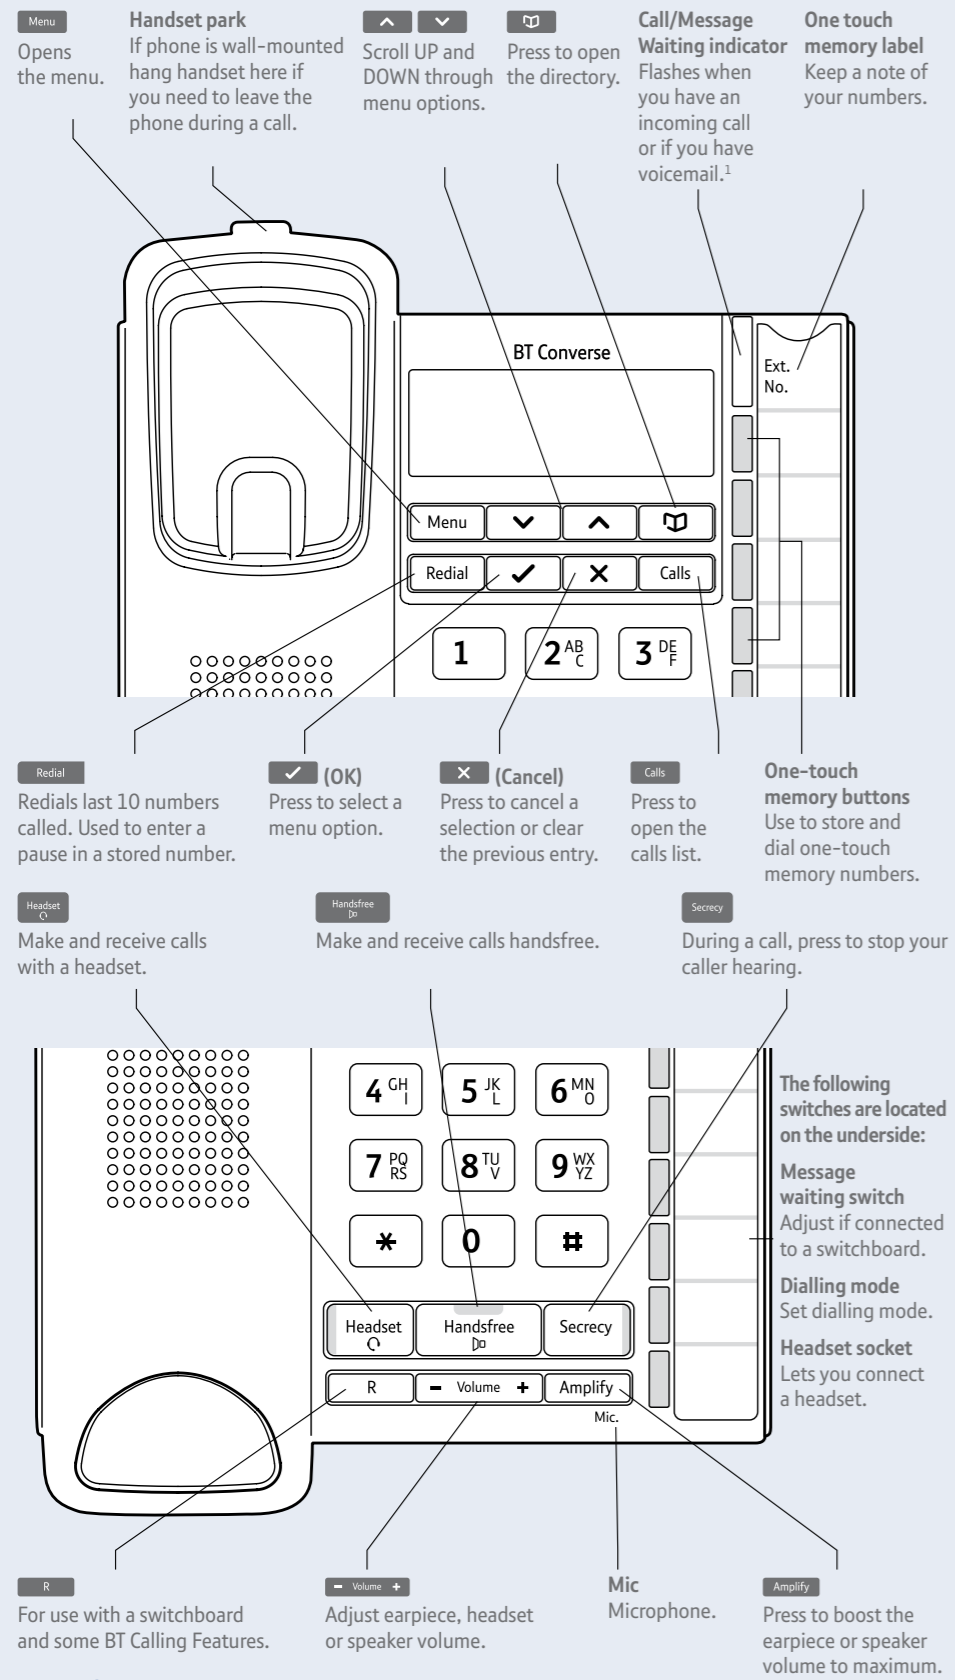 Menu
Opens
the menu.
Handset park
If phone is wall-mounted
hang handset here if
you need to leave the
phone during a call.
Scroll UP and
DOWN through
menu options.
Press to open
the directory.
Call/Message
Waiting indicator
Flashes when
you have an
incoming call
or if you have
voicemail.1
One touch
memory label
Keep a note of
your numbers.
BT Converse
Ext.
No.
Menu
Redial
Calls
1
2 AB
C
3 DE
F
Redial
Redials last 10 numbers
called. Used to enter a
pause in a stored number.
(OK)
Press to select a
menu option.
(Cancel)
Press to cancel a
selection or clear
the previous entry.
Calls
Press to
open the
calls list.
One-touch
memory buttons
Use to store and
dial one-touch
memory numbers.
Headset
Make and receive calls
with a headset.
Handsfree
Make and receive calls handsfree.
Secrecy
During a call, press to stop your
caller hearing.
4 GH
I
5 JK
L
6 MN
O
7 PQ
RS
8 TU
V
9 WX
YZ
*
0
#
Headset
Handsfree
Secrecy
R
- Volume +
Amplify
Mic.
The following
switches are located
on the underside:
Message
waiting switch
Adjust if connected
to a switchboard.
Dialling mode
Set dialling mode.
Headset socket
Lets you connect
a headset.
R
For use with a switchboard
and some BT Calling Features.
- Volume +
Adjust earpiece, headset
or speaker volume.
Mic
Microphone.
Amplify
Press to boost the
earpiece or speaker
volume to maximum.